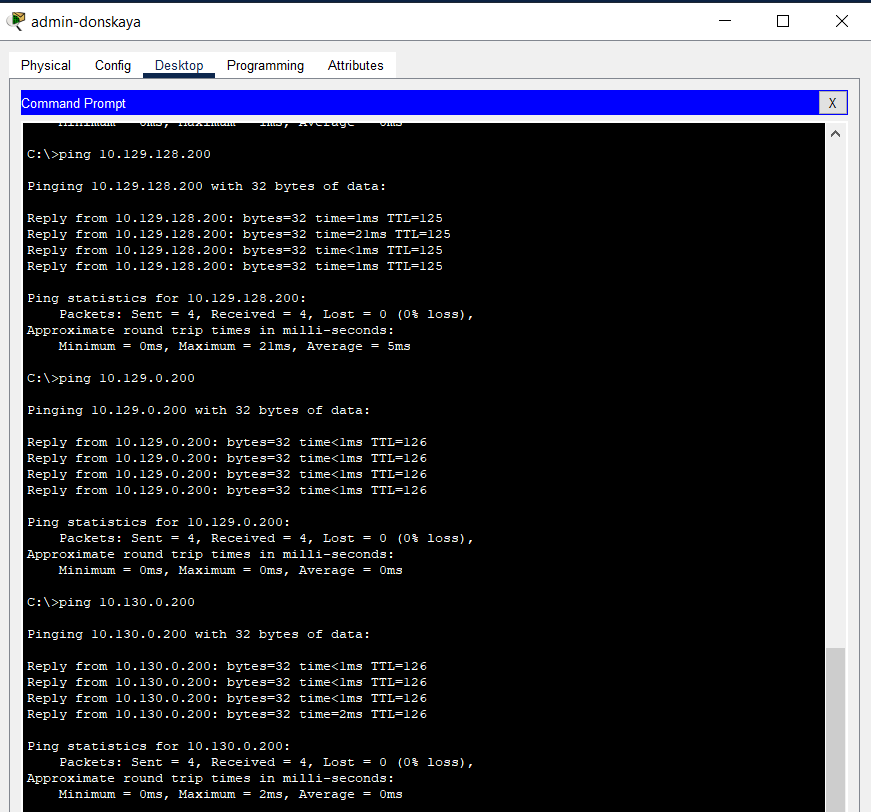 admin-donskaya
Physical Config Desktop Programming Attributes
Command Prompt X
Minimum = 0ms, Maximum = 1ms, Average = 0ms
C:\>ping 10.129.128.200
Pinging 10.129.128.200 with 32 bytes of data:
Reply from 10.129.128.200: bytes=32 time=1ms TTL=125
Reply from 10.129.128.200: bytes=32 time=21ms TTL=125
Reply from 10.129.128.200: bytes=32 time<1ms TTL=125
Reply from 10.129.128.200: bytes=32 time=1ms TTL=125
Ping statistics for 10.129.128.200:
Packets: Sent = 4, Received = 4, Lost = 0 (0% loss),
Approximate round trip times in milli-seconds:
Minimum = 0ms, Maximum = 21ms, Average = 5ms
C:\>ping 10.129.0.200
Pinging 10.129.0.200 with 32 bytes of data:
Reply from 10.129.0.200: bytes=32 time<1ms TTL=126
Reply from 10.129.0.200: bytes=32 time<1ms TTL=126
Reply from 10.129.0.200: bytes=32 time<1ms TTL=126
Reply from 10.129.0.200: bytes=32 time<1ms TTL=126
Ping statistics for 10.129.0.200:
Packets: Sent = 4, Received = 4, Lost = 0 (0% loss),
Approximate round trip times in milli-seconds:
Minimum = 0ms, Maximum = 0ms, Average = 0ms
C:\>ping 10.130.0.200
Pinging 10.130.0.200 with 32 bytes of data:
Reply from 10.130.0.200: bytes=32 time<1ms TTL=126
Reply from 10.130.0.200: bytes=32 time<1ms TTL=126
Reply from 10.130.0.200: bytes=32 time<1ms TTL=126
Reply from 10.130.0.200: bytes=32 time=2ms TTL=126
Ping statistics for 10.130.0.200:
Packets: Sent = 4, Received = 4, Lost = 0 (0% loss),
Approximate round trip times in milli-seconds:
Minimum = 0ms, Maximum = 2ms, Average = 0ms